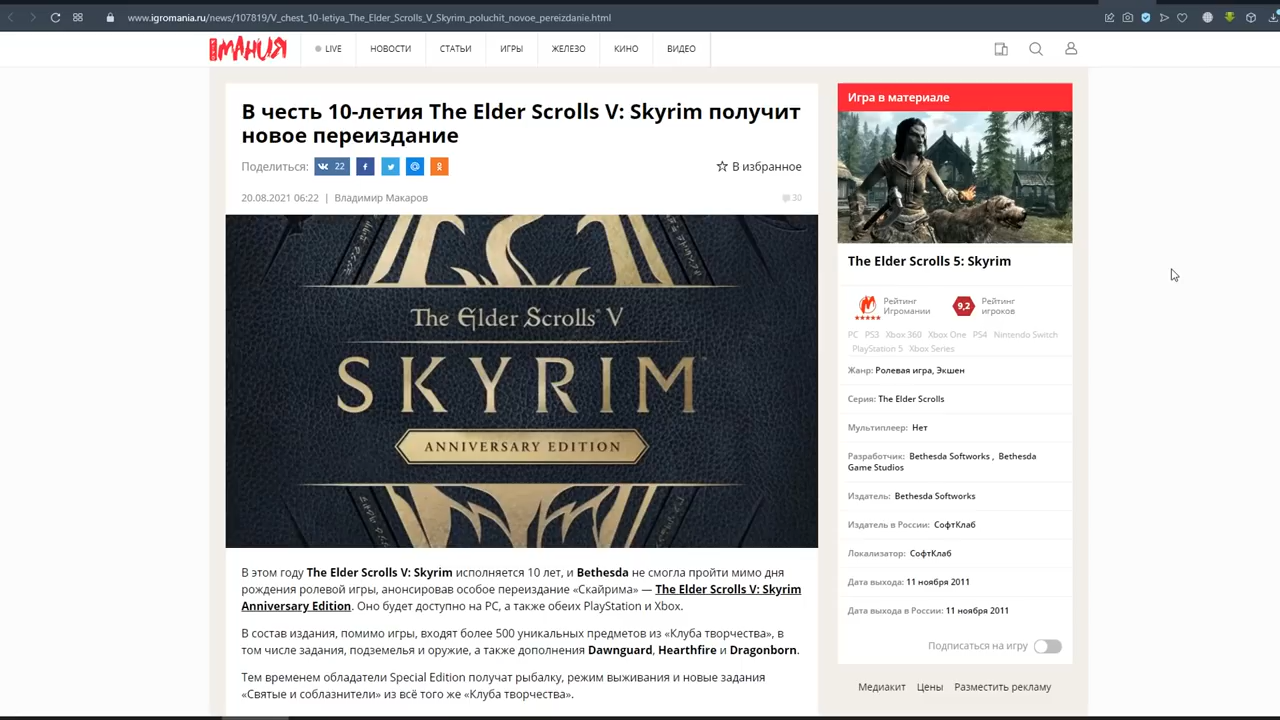 www.igromania.ru/news/107819/V_chest_10-letiya_The_Elder_Scrolls_V_Skyrim_poluchit_novoe_pereizdanie.html
МАНИЯ
LIVE
НОВОСТИ
СТАТЬИ
ИГРЫ
ЖЕЛЕЗО
КИНО
ВИДЕО
В честь 10-летия The Elder Scrolls V: Skyrim получит
новое переиздание
Поделиться:
22
В избранное
20.08.2021 06:22 | Владимир Макаров
30
The Elder Scrolls V
SKYRIM
ANNIVERSARY EDITION
В этом году The Elder Scrolls V: Skyrim исполняется 10 лет, и Bethesda не смогла пройти мимо дня
рождения ролевой игры, анонсировав особое переиздание «Скайрима» — The Elder Scrolls V: Skyrim
Anniversary Edition. Оно будет доступно на PC, а также обеих PlayStation и Xbox.
В состав издания, помимо игры, входят более 500 уникальных предметов из «Клуба творчества», в
том числе задания, подземелья и оружие, а также дополнения Dawnguard, Hearthfire и Dragonborn.
Тем временем обладатели Special Edition получат рыбалку, режим выживания и новые задания
«Святые и соблазнители» из всё того же «Клуба творчества».
Игра в материале
The Elder Scrolls 5: Skyrim
Рейтинг
Игромании
9,2
Рейтинг
игроков
PC PS3 Xbox 360 Xbox One PS4 Nintendo Switch
PlayStation 5 Xbox Series
Жанр: Ролевая игра, Экшен
Серия: The Elder Scrolls
Мультиплеер: Нет
Разработчик: Bethesda Softworks , Bethesda
Game Studios
Издатель: Bethesda Softworks
Издатель в России: СофтКлаб
Локализатор: СофтКлаб
Дата выхода: 11 ноября 2011
Дата выхода в России: 11 ноября 2011
Подписаться на игру
Медиакит
Цены
Разместить рекламу